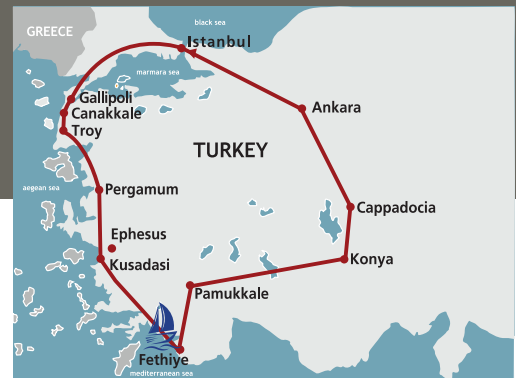 black sea
GREECE
Istanbul
marmara sea
Gallipoli
Canakkale
Troy
Ankara
TURKEY
aegean sea
Pergamum
Cappadocia
Ephesus
Kusadasi
Konya
Pamukkale
Fethiye
mediterranean sea